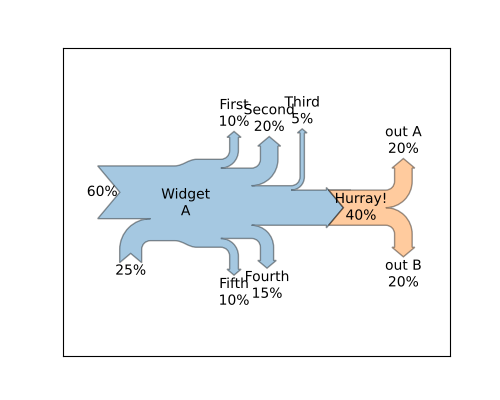 First
10%
Second
20%
Third
5%
out A
20%
60%
Widget
A
Hurray!
40%
25%
Fifth
10%
Fourth
15%
out B
20%